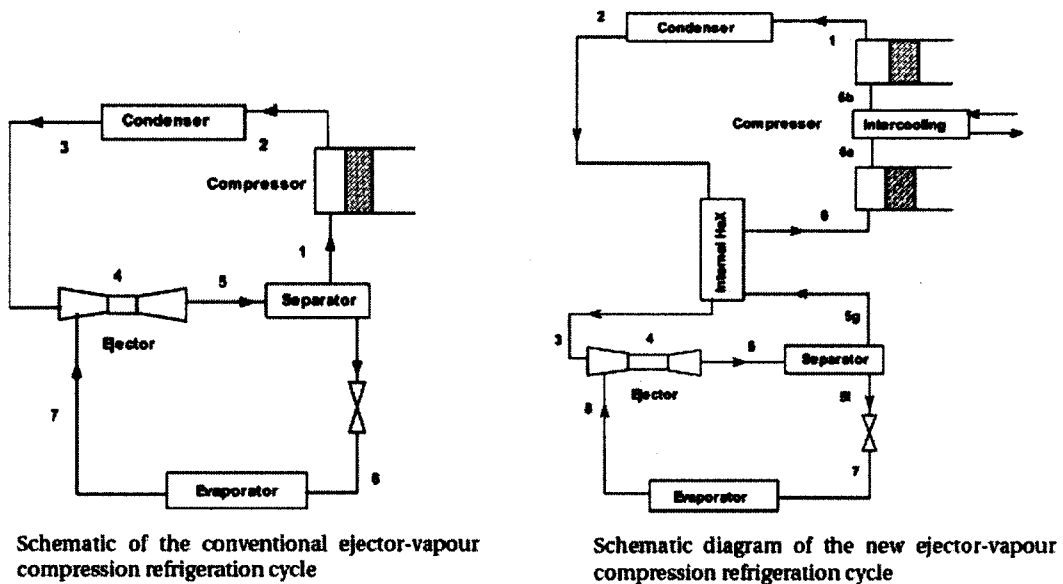 Condenser
3
2
Compressor
1
4
5
Separator
Ejector
7
6
Evaporator
Schematic of the conventional ejector-vapour
compression refrigeration cycle
2
Condenser
1
6b
Compresser
Intercooling
6a
Internal HeX
6
5g
3
4
5
Separator
Ejector
5l
8
7
Evaporator
Schematic diagram of the new ejector-vapour
compression refrigeration cycle